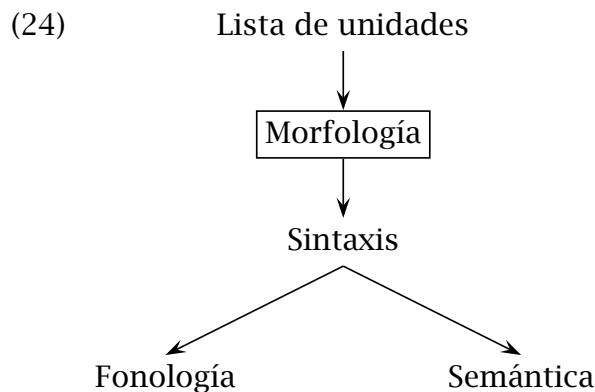 (24) Lista de unidades
Morfología
Sintaxis
Fonología Semántica